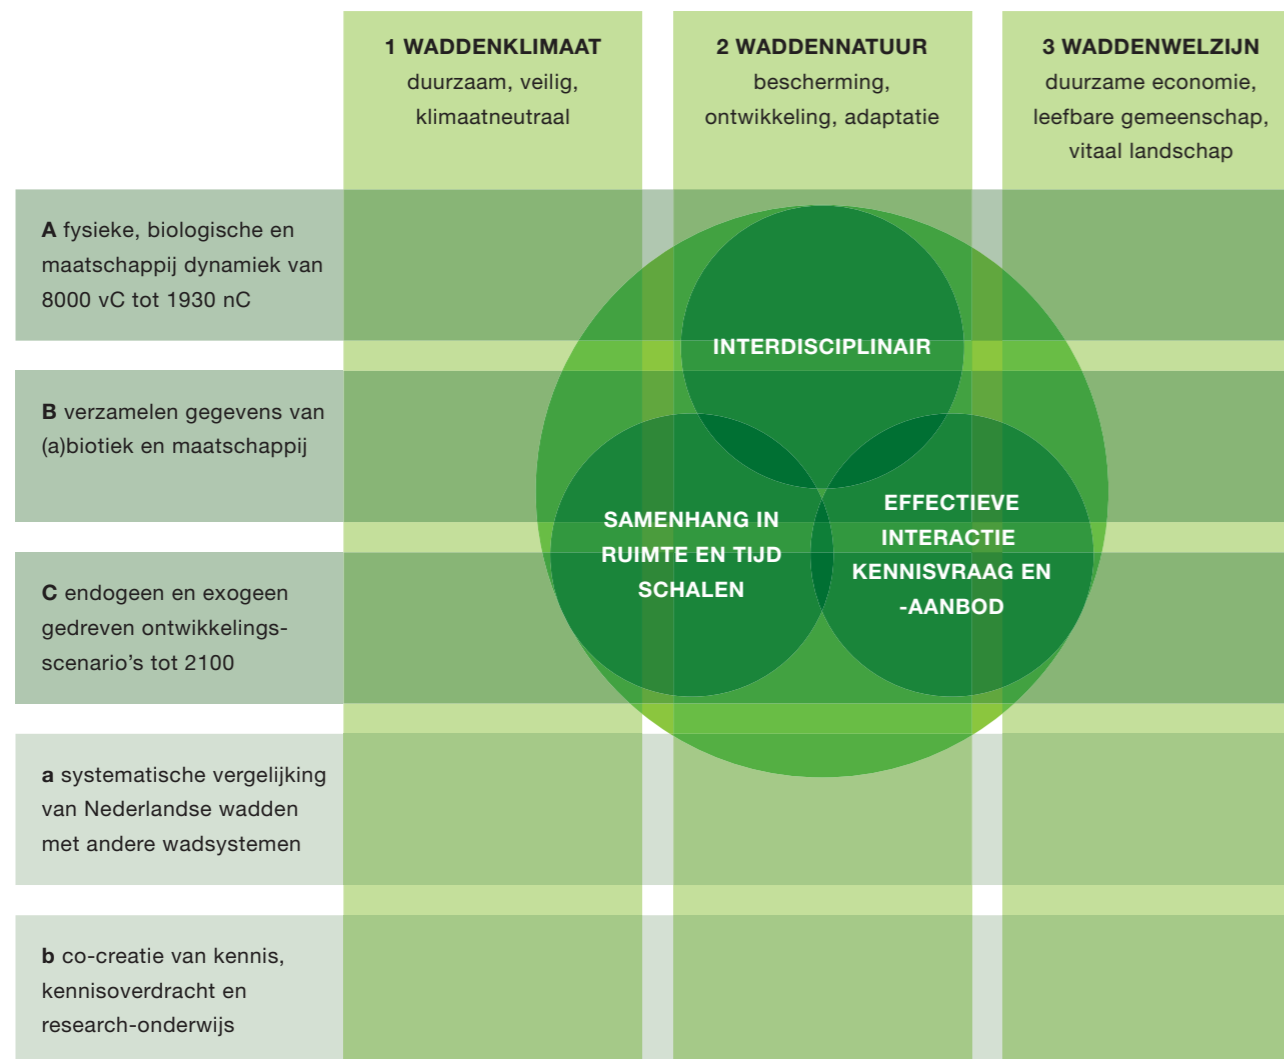 1 WADDENKLIMAAT
duurzaam, veilig,
klimaatneutraal
2 WADDENNATUUR
bescherming,
ontwikkeling, adaptatie
3 WADDENWELZIJN
duurzame economie,
leefbare gemeenschap,
vitaal landschap
A fysieke, biologische en
maatschappij dynamiek van
8000 vC tot 1930 nC
INTERDISCIPLINAIR
B verzamelen gegevens van
(a)biotiek en maatschappij
SAMENHANG IN
RUIMTE EN TIJD
SCHALEN
EFFECTIEVE
INTERACTIE
KENNISVRAAG EN
-AANBOD
C endogeen en exogeen
gedreven ontwikkelings-
scenario’s tot 2100
a systematische vergelijking
van Nederlandse wadden
met andere wadsystemen
b co-creatie van kennis,
kennisoverdracht en
research-onderwijs